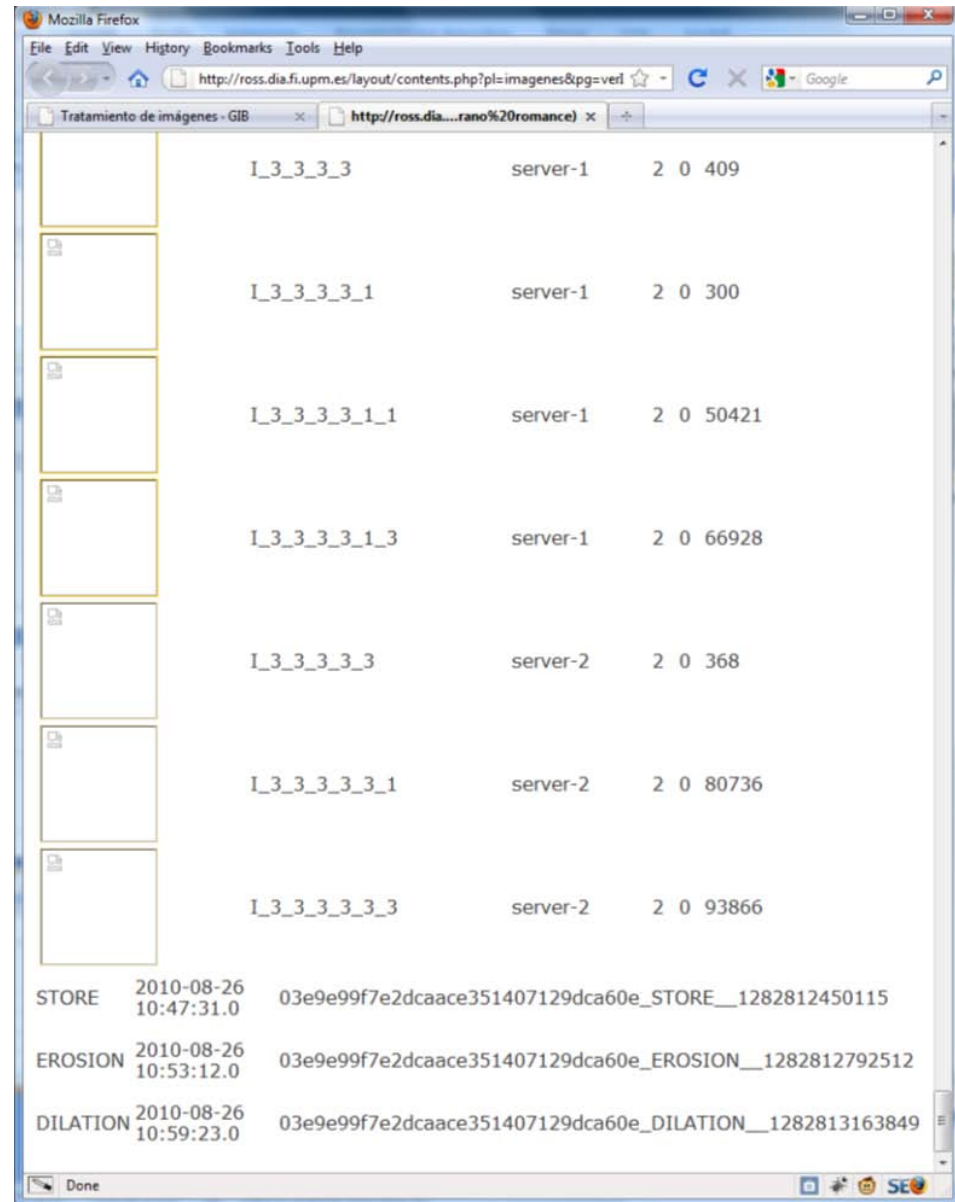 Mozilla Firefox
File Edit View History Bookmarks Tools Help
http://ross.dia.fi.upm.es/layout/contents.php?pl=imagenes&pg=verI
Google
Tratamiento de imágenes - GIB
http://ross.dia....rano%20romance)
I_3_3_3_3 server-1 2 0 409
I_3_3_3_3_1 server-1 2 0 300
I_3_3_3_3_1_1 server-1 2 0 50421
I_3_3_3_3_1_3 server-1 2 0 66928
I_3_3_3_3_3 server-2 2 0 368
I_3_3_3_3_3_1 server-2 2 0 80736
I_3_3_3_3_3_3 server-2 2 0 93866
STORE 2010-08-26 10:47:31.0 03e9e99f7e2dcaace351407129dca60e_STORE__1282812450115
EROSION 2010-08-26 10:53:12.0 03e9e99f7e2dcaace351407129dca60e_EROSION__1282812792512
DILATION 2010-08-26 10:59:23.0 03e9e99f7e2dcaace351407129dca60e_DILATION__1282813163849
Done
SEO